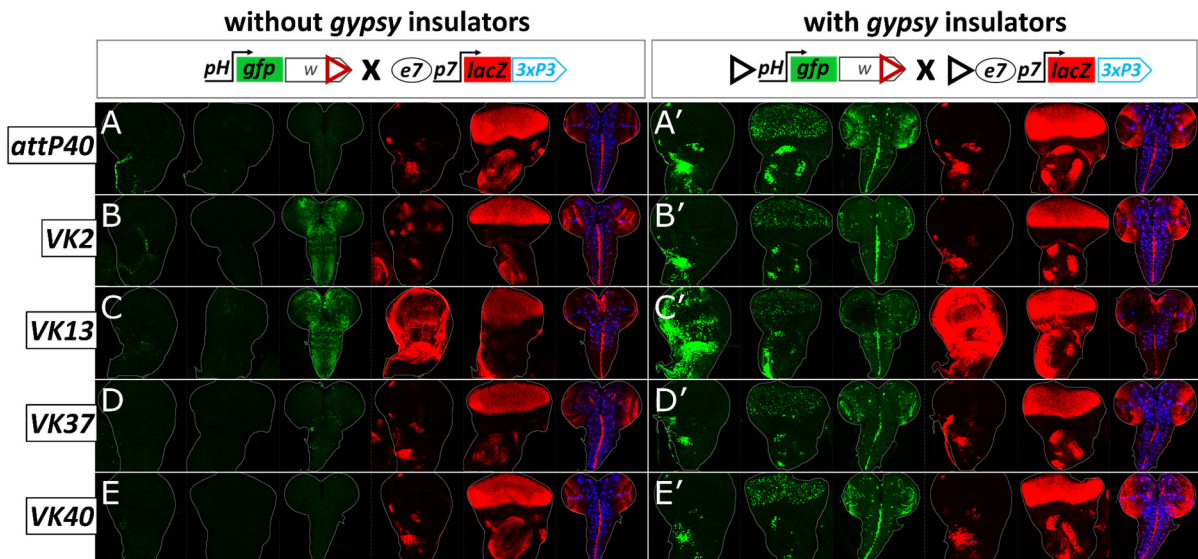 without gypsy insulators
with gypsy insulators
pH gfp w X e7 p7 lacZ 3xP3
pH gfp w X e7 p7 lacZ 3xP3
attP40
A
A'
VK2
B
B'
VK13
C
C'
VK37
D
D'
VK40
E
E'